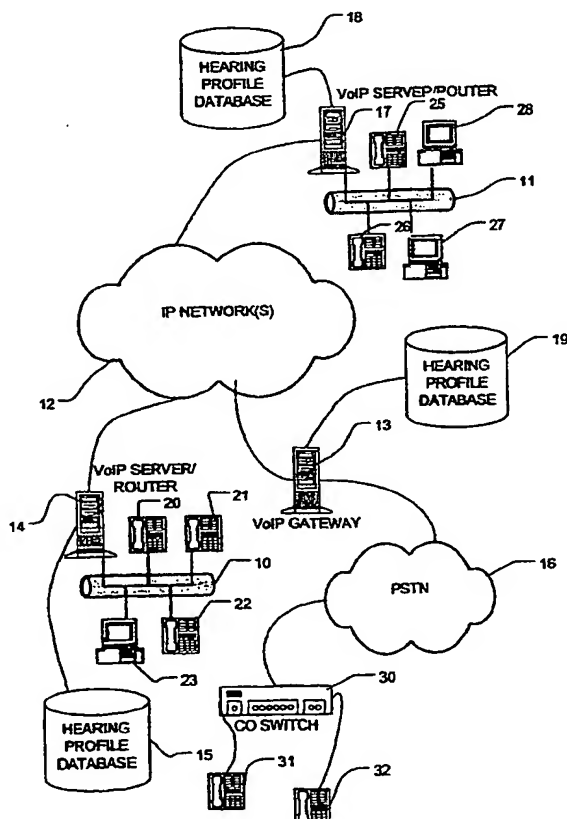 18
HEARING
PROFILE
DATABASE
VoIP SERVER/ROUTER
25
17
28
11
26
27
IP NETWORK(S)
12
19
HEARING
PROFILE
DATABASE
13
VoIP GATEWAY
VoIP SERVER/
ROUTER
20
21
14
10
22
23
PSTN
16
30
CO SWITCH
HEARING
PROFILE
DATABASE
15
31
32